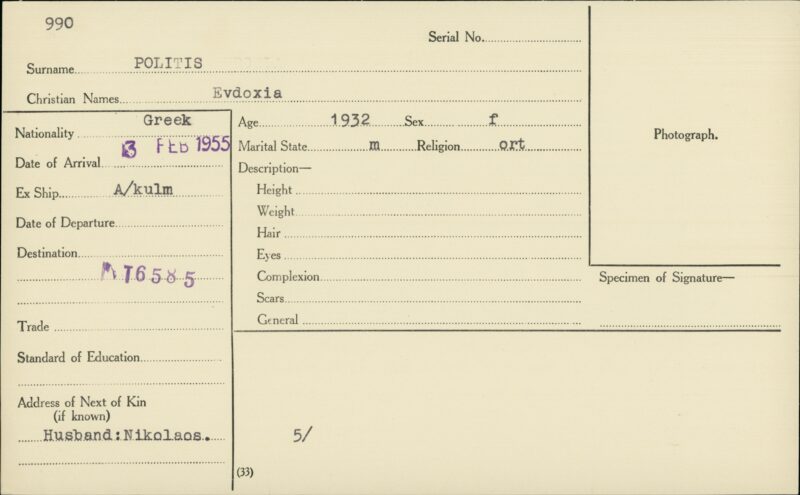 990
Serial No.
Surname POLITIS
Christian Names Evdoxia
Nationality Greek
Date of Arrival 3 FEB 1955
Ex Ship A/kulm
Date of Departure
Destination
M T6585
Trade
Standard of Education
Address of Next of Kin
(if known)
Husband:Nikolaos.
Age 1932 Sex f
Marital State m Religion ort
Description—
Height
Weight
Hair
Eyes
Complexion
Scars
General
5/
(33)
Photograph.
Specimen of Signature—